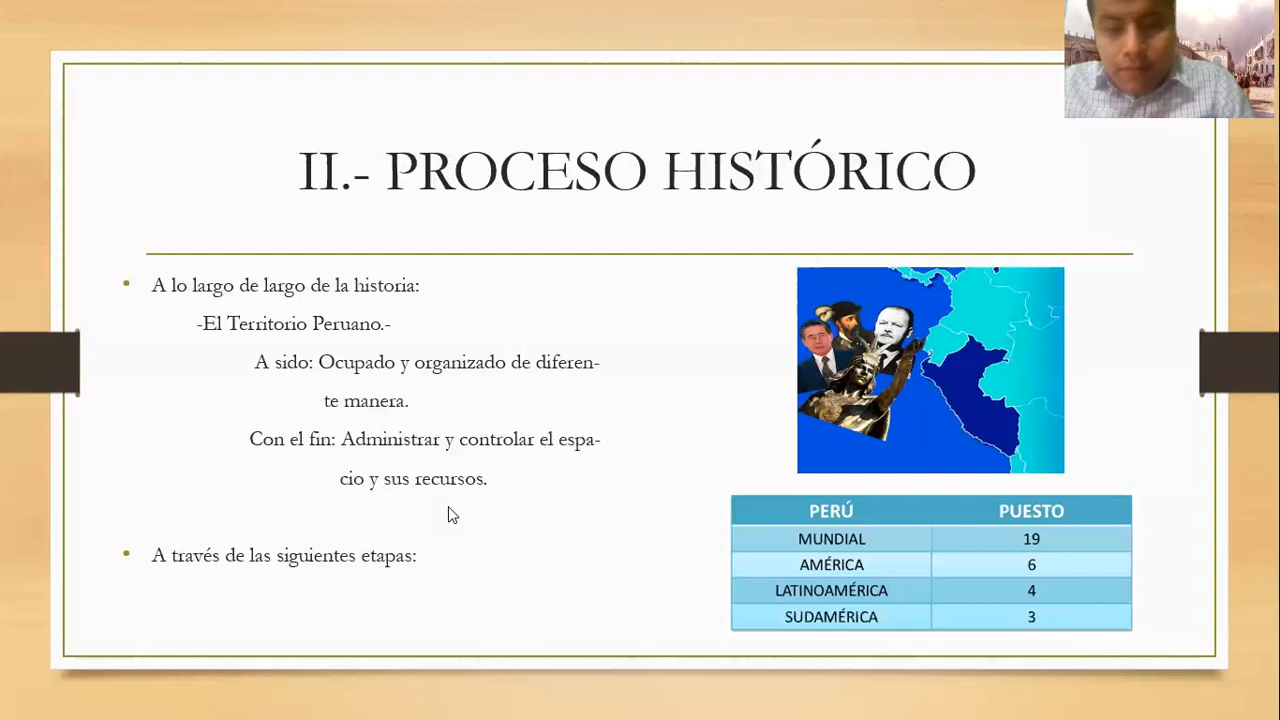 II.- PROCESO HISTÓRICO
• A lo largo de largo de la historia:
-El Territorio Peruano.-
A sido: Ocupado y organizado de diferen-
te manera.
Con el fin: Administrar y controlar el espa-
cio y sus recursos.
• A través de las siguientes etapas:
PERÚ PUESTO
MUNDIAL 19
AMÉRICA 6
LATINOAMÉRICA 4
SUDAMÉRICA 3